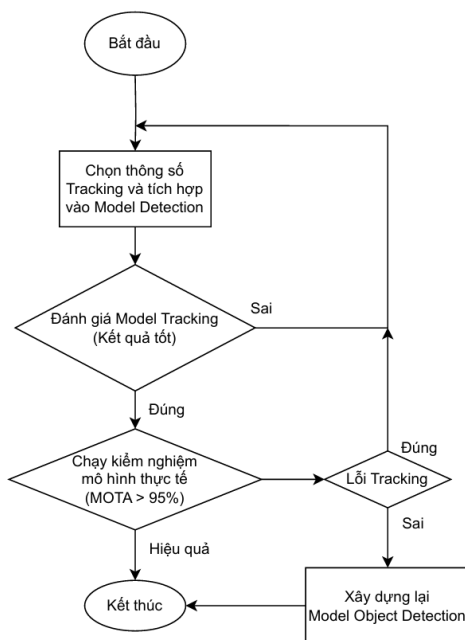 Bắt đầu
Chọn thông số
Tracking và tích hợp
vào Model Detection
Đánh giá Model Tracking
(Kết quả tốt)
Sai
Đúng
Chạy kiểm nghiệm
mô hình thực tế
(MOTA > 95%)
Lỗi Tracking
Đúng
Sai
Hiệu quả
Kết thúc
Xây dựng lại
Model Object Detection